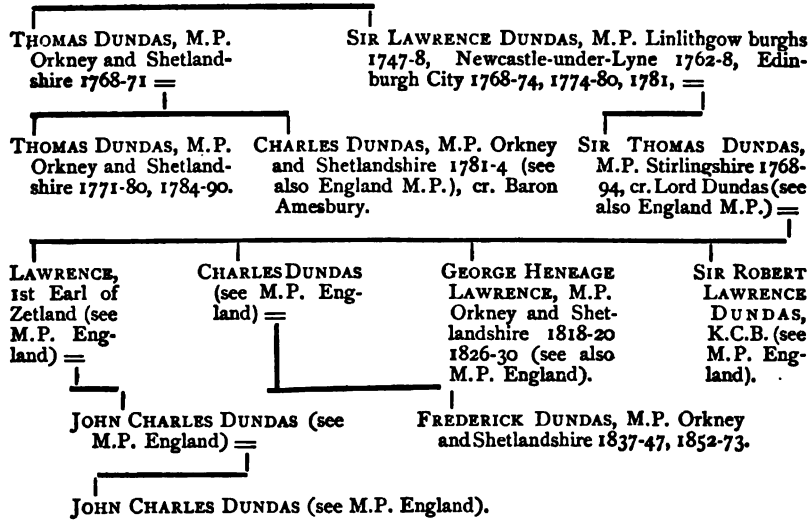 THOMAS DUNDAS, M.P.
Orkney and Shetland-
shire 1768-71 =
SIR LAWRENCE DUNDAS, M.P. Linlithgow burghs
1747-8, Newcastle-under-Lyne 1762-8, Edin-
burgh City 1768-74, 1774-80, 1781, =
THOMAS DUNDAS, M.P.
Orkney and Shetland-
shire 1771-80, 1784-90.
CHARLES DUNDAS, M.P. Orkney
and Shetlandshire 1781-4 (see
also England M.P.), cr. Baron
Amesbury.
SIR THOMAS DUNDAS,
M.P. Stirlingshire 1768-
94, cr. Lord Dundas (see
also England M.P.) =
LAWRENCE,
1st Earl of
Zetland (see
M.P. Eng-
land) =
CHARLES DUNDAS
(see M.P. Eng-
land) =
GEORGE HENEAGE
LAWRENCE, M.P.
Orkney and Shet-
landshire 1818-20
1826-30 (see also
M.P. England).
SIR ROBERT
LAWRENCE
DUNDAS,
K.C.B. (see
M.P. Eng-
land).
JOHN CHARLES DUNDAS (see
M.P. England) =
FREDERICK DUNDAS, M.P. Orkney
and Shetlandshire 1837-47, 1852-73.
JOHN CHARLES DUNDAS (see M.P. England).